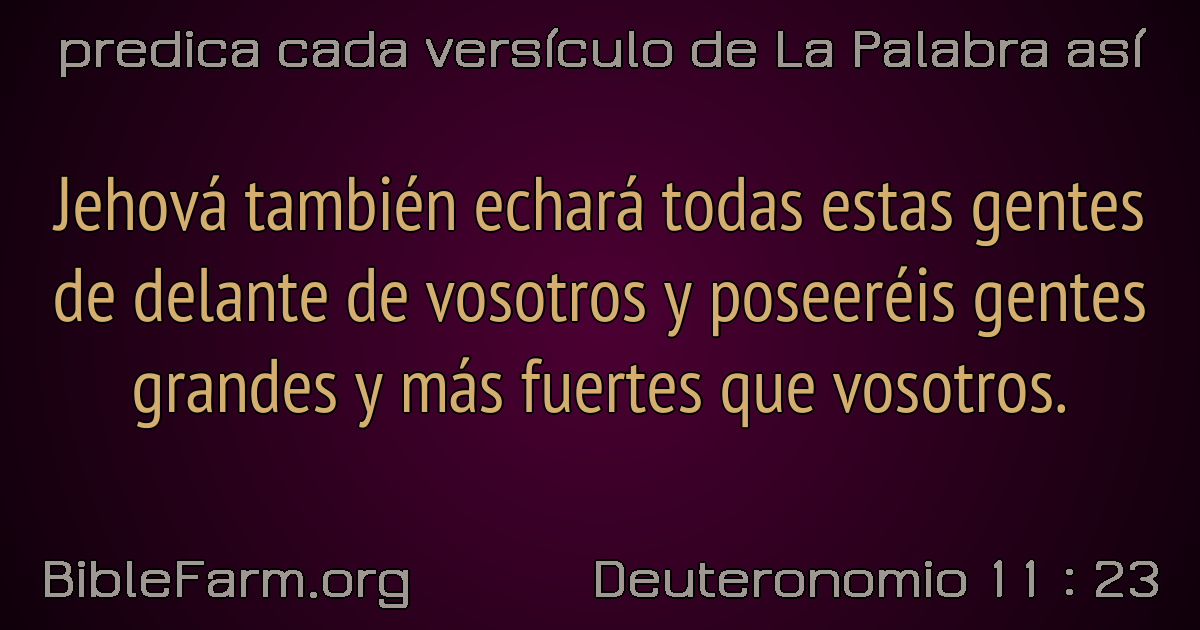 predica cada versículo de La Palabra así
Jehová también echará todas estas gentes
de delante de vosotros y poseeréis gentes
grandes y más fuertes que vosotros.
BibleFarm.org
Deuteronomio 11 : 23